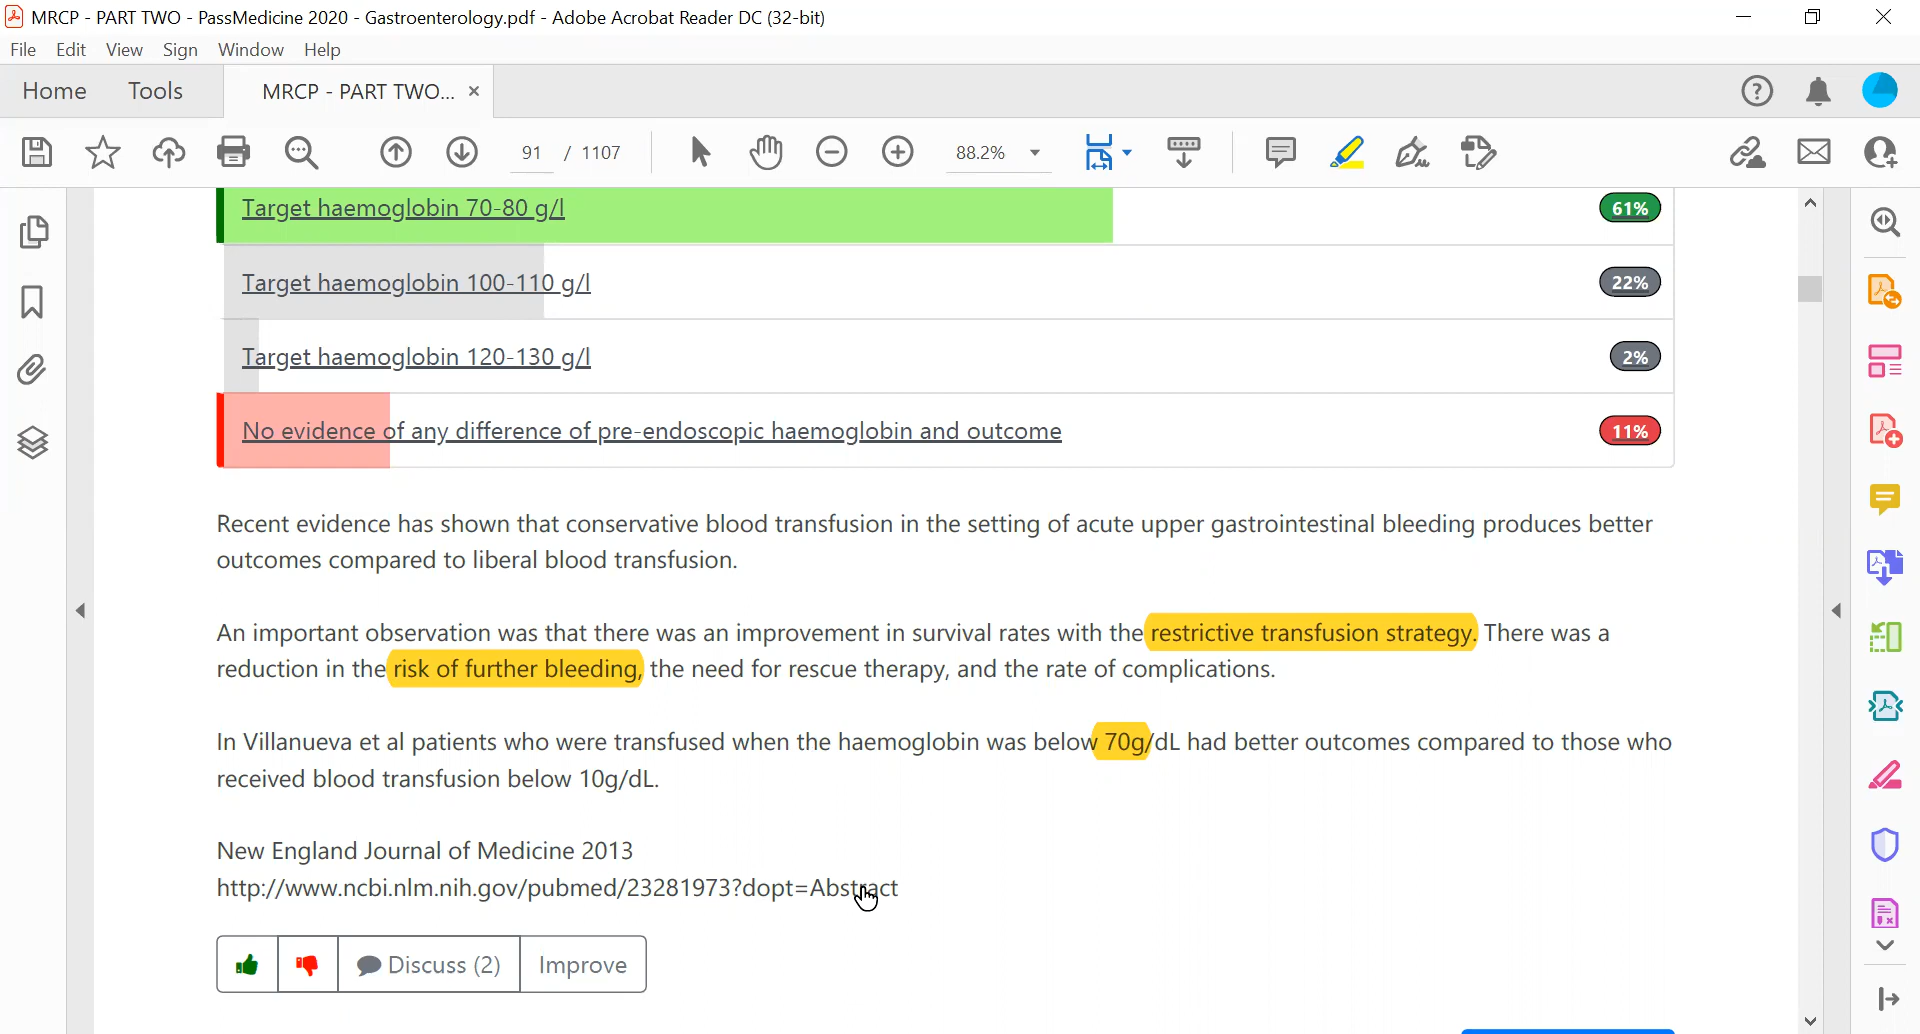 MRCP - PART TWO - PassMedicine 2020 - Gastroenterology.pdf - Adobe Acrobat Reader DC (32-bit)
File Edit View Sign Window Help
Home Tools MRCP - PART TWO... ×
91 / 1107 88.2%
Target haemoglobin 70-80 g/l 61%
Target haemoglobin 100-110 g/l 22%
Target haemoglobin 120-130 g/l 2%
No evidence of any difference of pre-endoscopic haemoglobin and outcome 11%
Recent evidence has shown that conservative blood transfusion in the setting of acute upper gastrointestinal bleeding produces better
outcomes compared to liberal blood transfusion.
An important observation was that there was an improvement in survival rates with the restrictive transfusion strategy. There was a
reduction in the risk of further bleeding, the need for rescue therapy, and the rate of complications.
In Villanueva et al patients who were transfused when the haemoglobin was below 70g/dL had better outcomes compared to those who
received blood transfusion below 10g/dL.
New England Journal of Medicine 2013
http://www.ncbi.nlm.nih.gov/pubmed/23281973?dopt=Abstract
Discuss (2) Improve